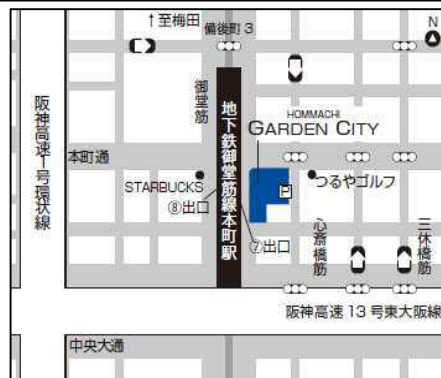 ↑至梅田
備後町3
N
御堂筋
地下鉄御堂筋線本町駅
HOMMACHI
GARDEN CITY
阪神高速1号環状線
本町通
STARBUCKS
⑧出口
P
つるやゴルフ
⑦出口
心斎橋筋
三休橋筋
阪神高速13号東大阪線
中央大通